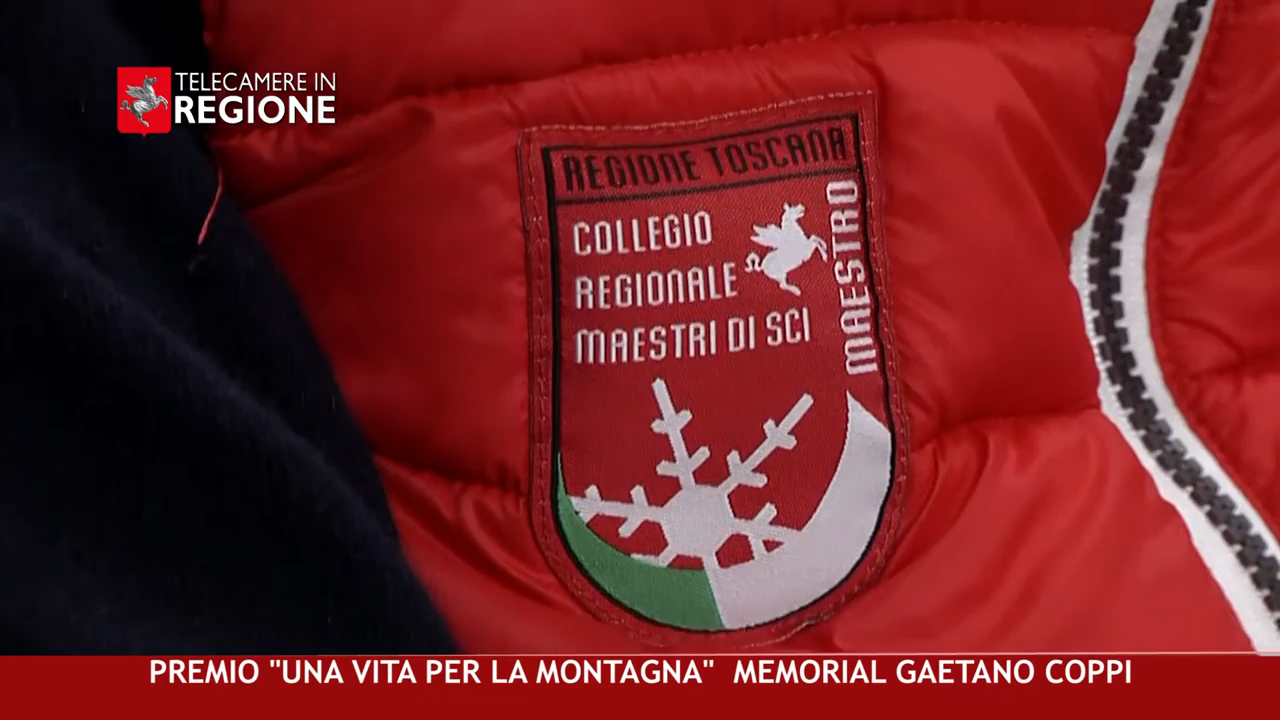 TELECAMERE IN
REGIONE
REGIONE TOSCANA
COLLEGIO
REGIONALE
MAESTRI DI SCI
MAESTRO
PREMIO "UNA VITA PER LA MONTAGNA" MEMORIAL GAETANO COPPI